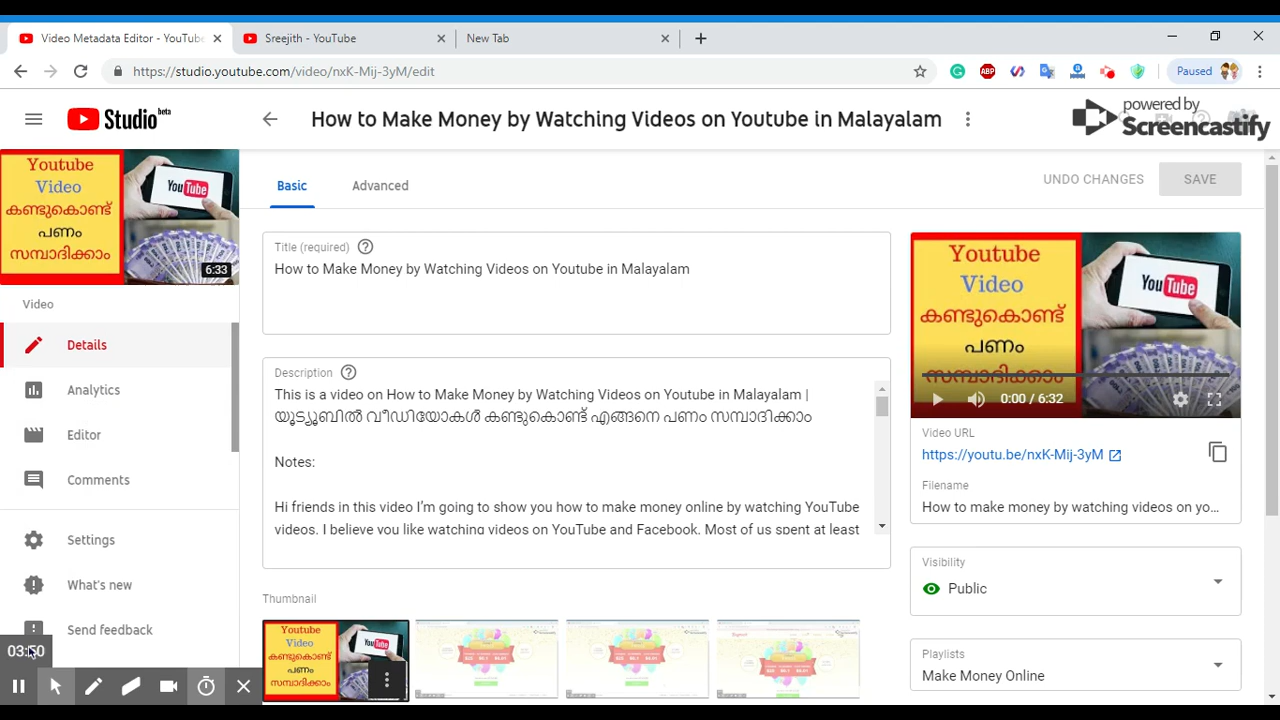 Video Metadata Editor - YouTube
Sreejith - YouTube
New Tab
https://studio.youtube.com/video/nxK-Mij-3yM/edit
ABP
Paused
Studio beta
How to Make Money by Watching Videos on Youtube in Malayalam
powered by
Screencastify
Youtube
Video
കണ്ടുകൊണ്ട്
പണം
സമ്പാദിക്കാം
YouTube
6:33
Video
Details
Analytics
Editor
Comments
Settings
What's new
Send feedback
03:50
Basic
Advanced
UNDO CHANGES
SAVE
Title (required)
How to Make Money by Watching Videos on Youtube in Malayalam
Description
This is a video on How to Make Money by Watching Videos on Youtube in Malayalam |
യൂട്യൂബിൽ വീഡിയോകൾ കണ്ടുകൊണ്ട് എങ്ങനെ പണം സമ്പാദിക്കാം
Notes:
Hi friends in this video I'm going to show you how to make money online by watching YouTube
videos. I believe you like watching videos on YouTube and Facebook. Most of us spent at least
Thumbnail
Youtube
Video
കണ്ടുകൊണ്ട്
പണം
സമ്പാദിക്കാം
YouTube
Youtube
Video
കണ്ടുകൊണ്ട്
പണം
സമ്പാദിക്കാം
YouTube
0:00 / 6:32
Video URL
https://youtu.be/nxK-Mij-3yM
Filename
How to make money by watching videos on yo...
Visibility
Public
Playlists
Make Money Online